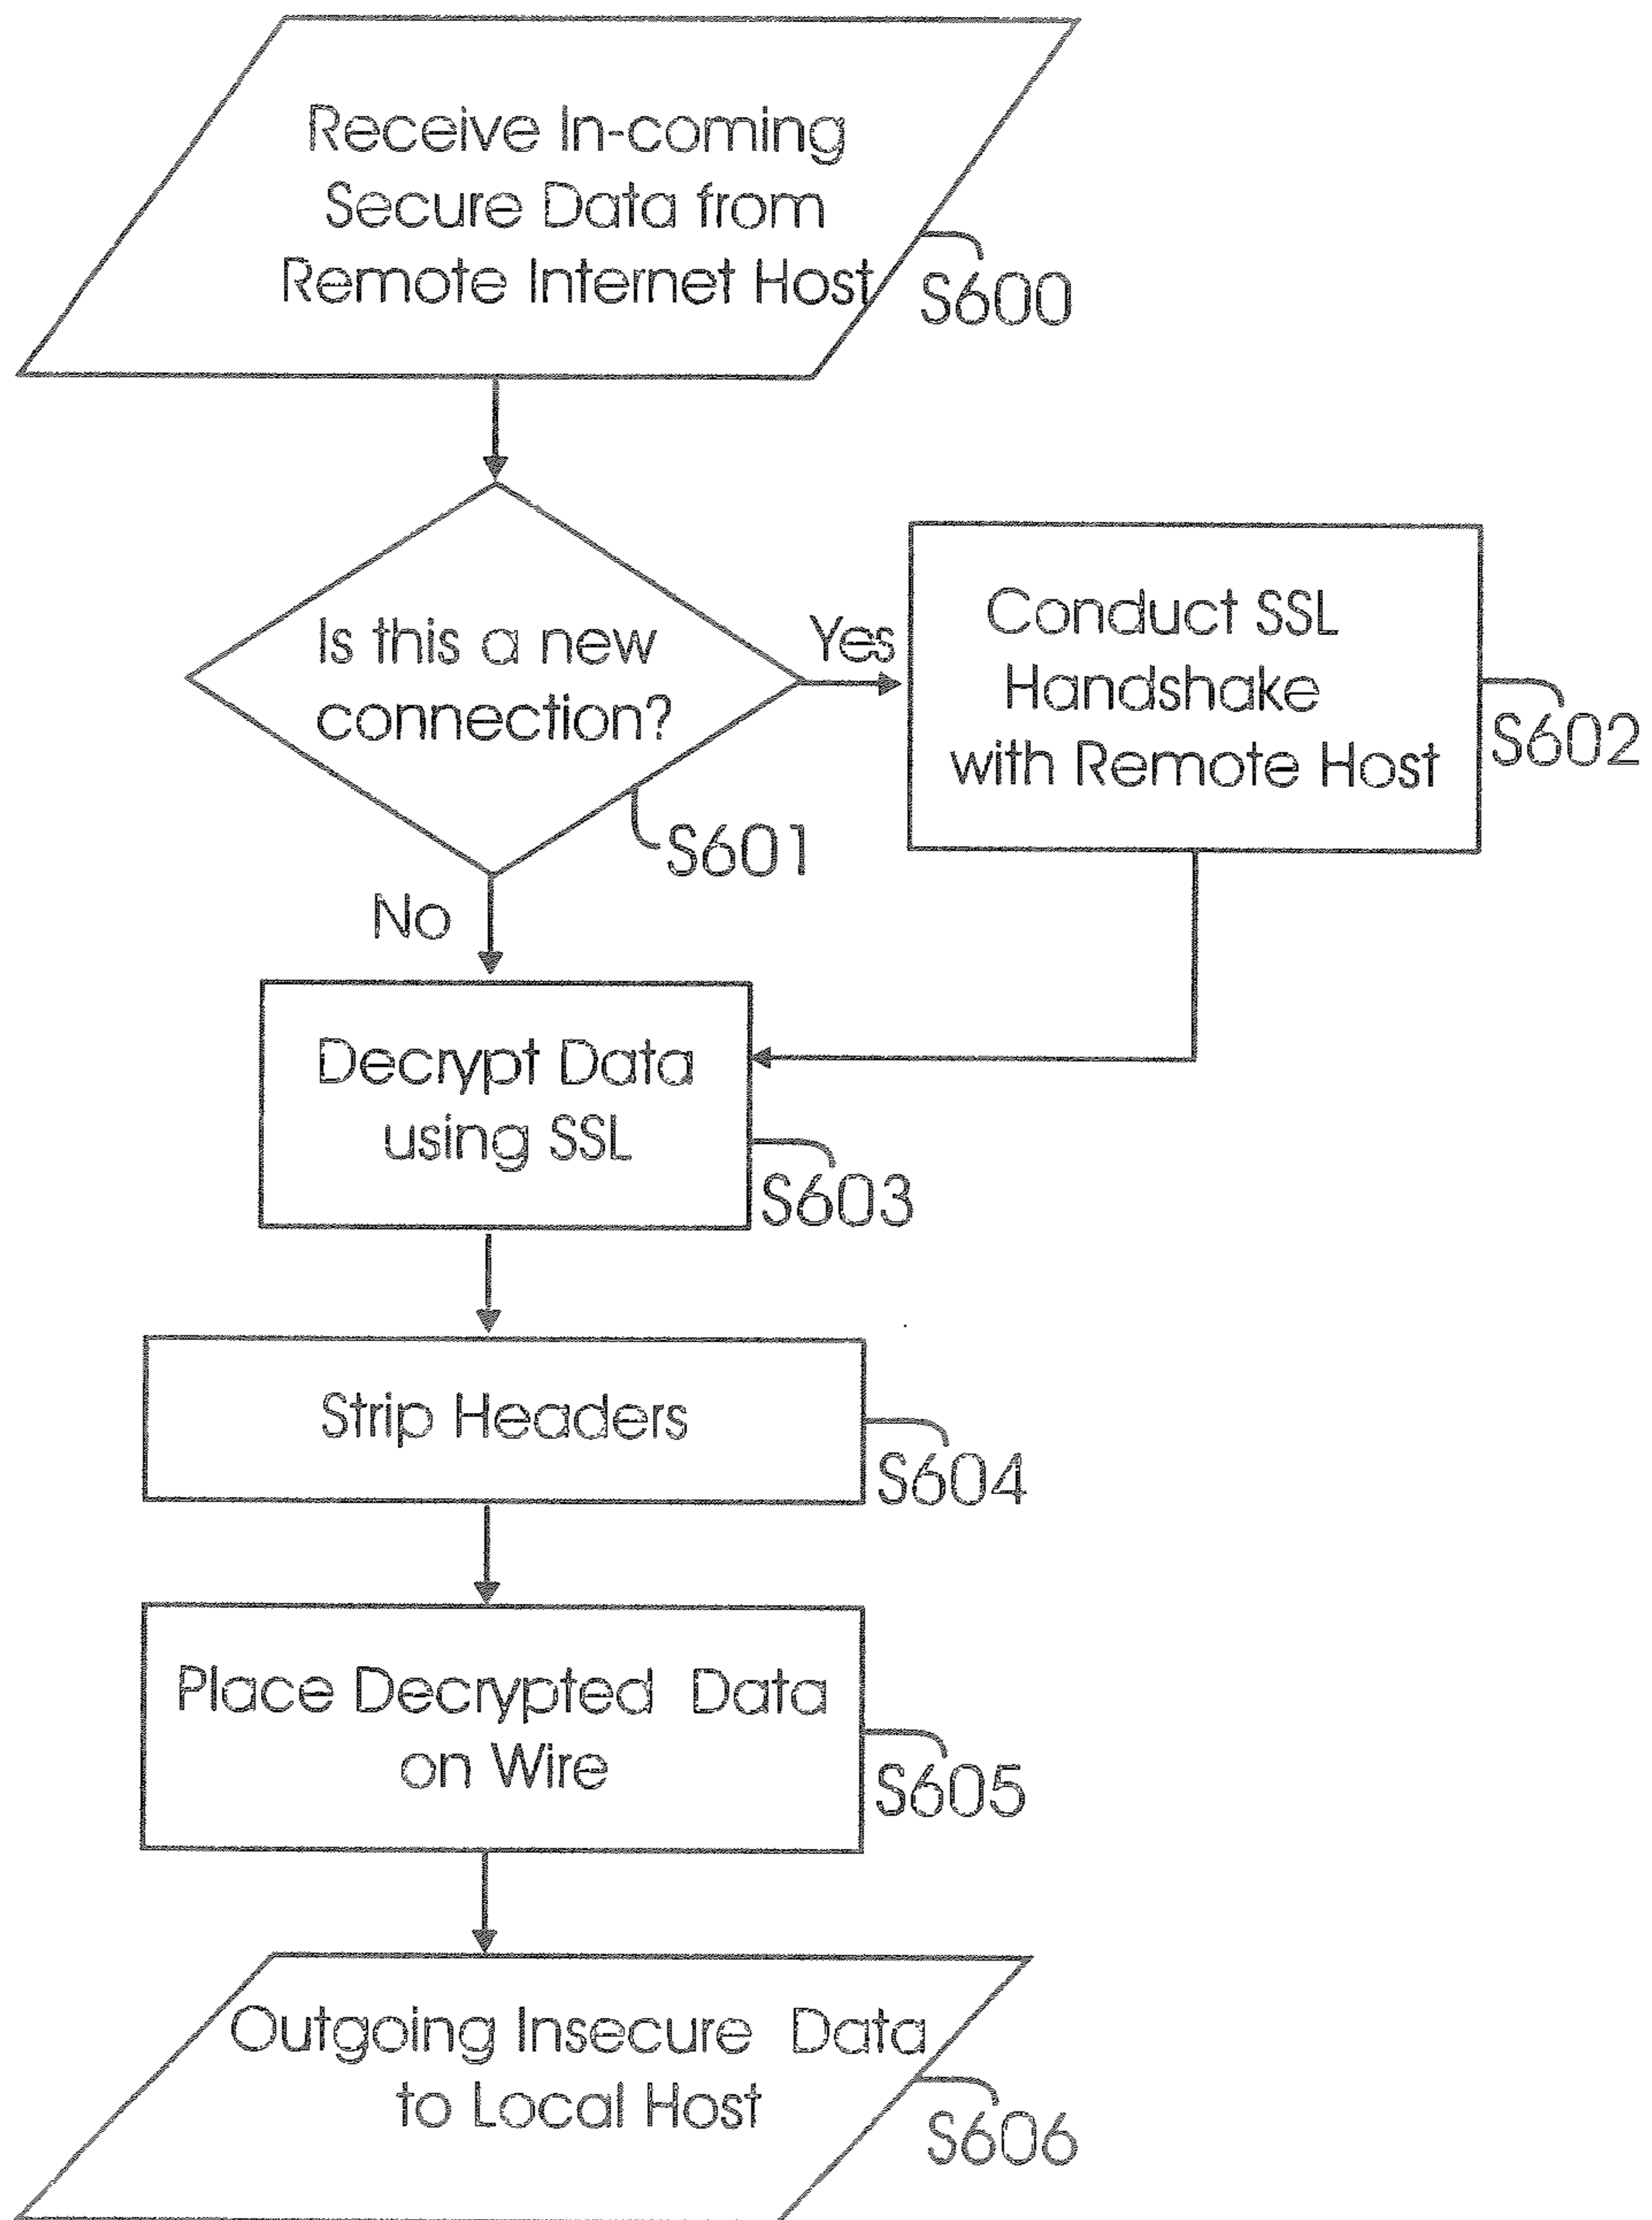 Receive In-coming
Secure Data from
Remote Internet Host
S600
Is this a new
connection?
Yes
S601
Conduct SSL
Handshake
with Remote Host
S602
No
Decrypt Data
using SSL
S603
Strip Headers
S604
Place Decrypted Data
on Wire
S605
Outgoing Insecure Data
to Local Host
S606